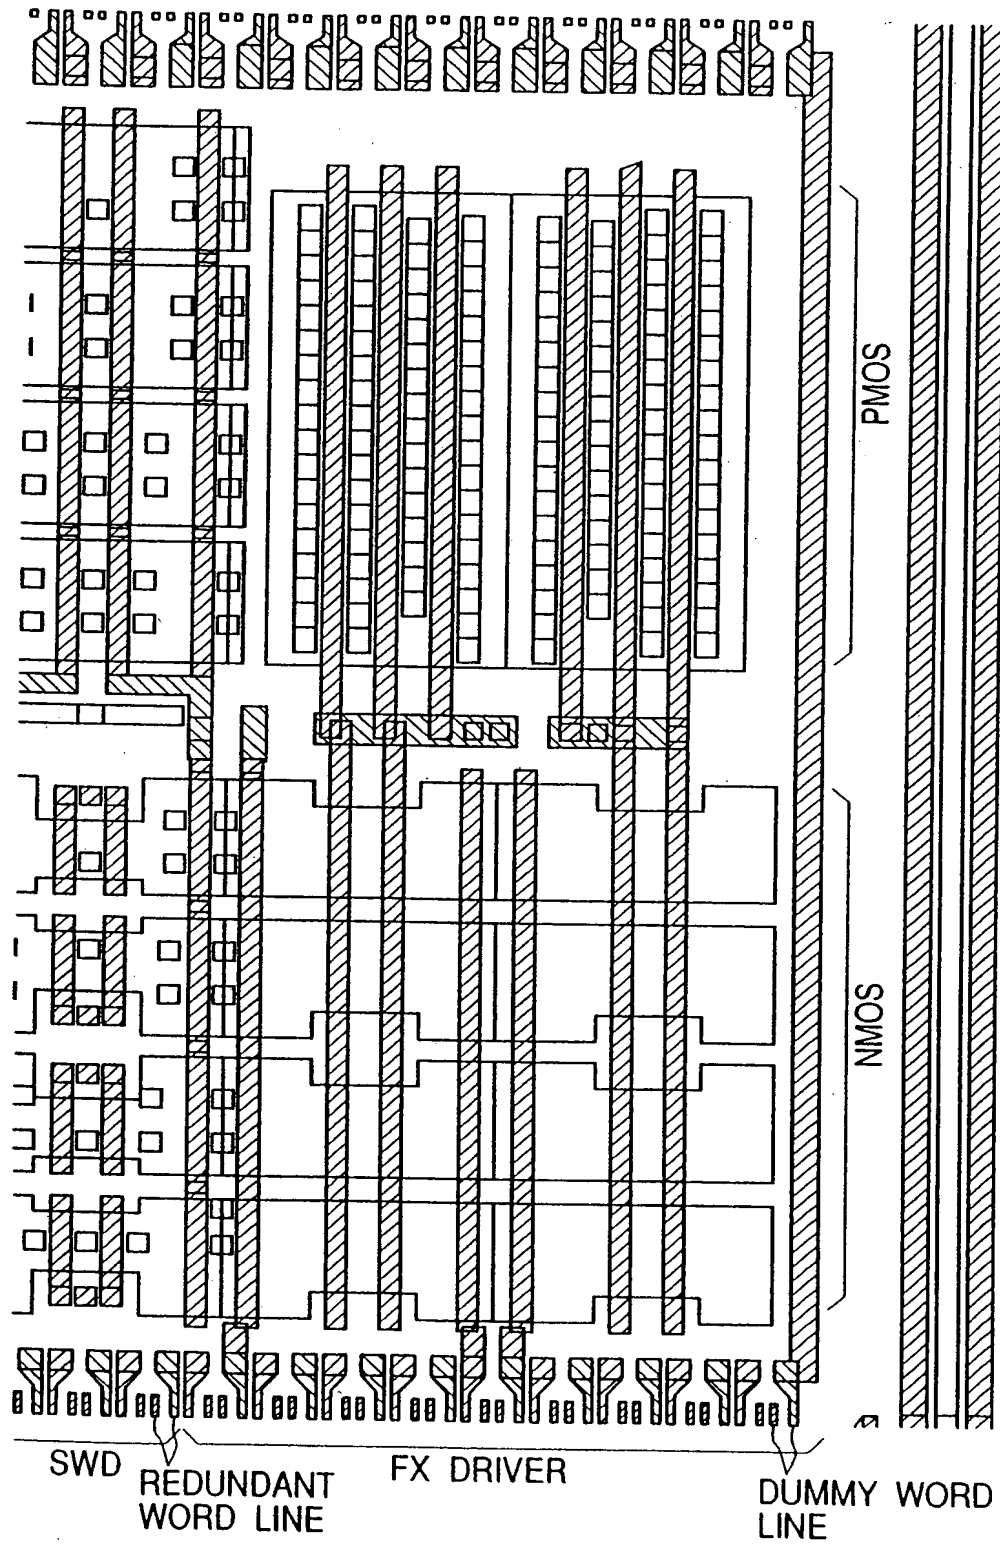 PMOS
NMOS
SWD
REDUNDANT
WORD LINE
FX DRIVER
DUMMY WORD
LINE